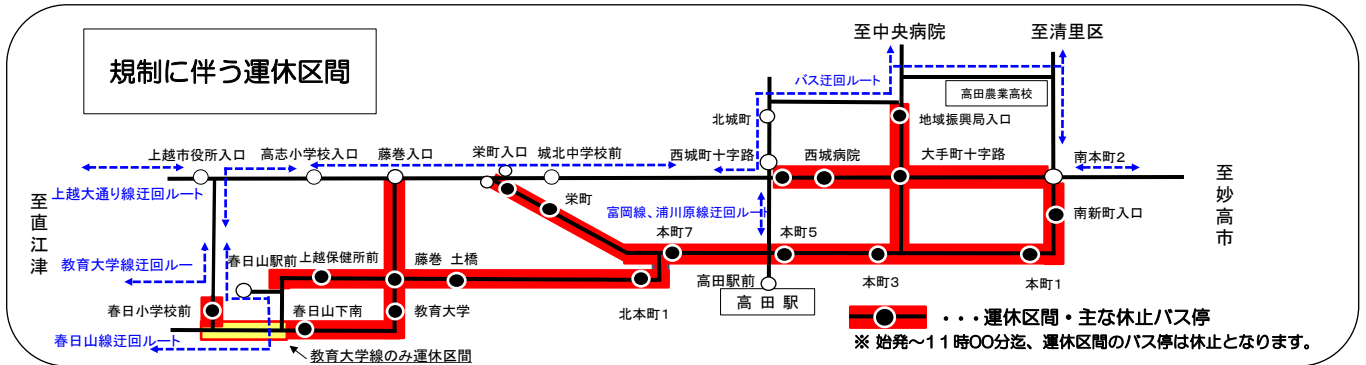 規制に伴う運休区間
至中央病院
至清里区
バス迂回ルート
高田農業高校
北城町
地域振興局入口
上越市役所入口
高志小学校入口
藤巻入口
栄町入口
城北中学校前
西城町十字路
西城病院
大手町十字路
南本町2
至直江津
上越大通り線迂回ルート
栄町
富岡線、浦川原線迂回ルート
南新町入口
至妙高市
教育大学線迂回ルー
春日山駅前
上越保健所前
藤巻
土橋
本町7
本町5
本町3
本町1
高田駅前
高田駅
春日小学校前
春日山下南
教育大学
北本町1
春日山線迂回ルート
教育大学線のみ運休区間
・・・運休区間・主な休止バス停
※ 始発～11時00分迄、運休区間のバス停は休止となります。